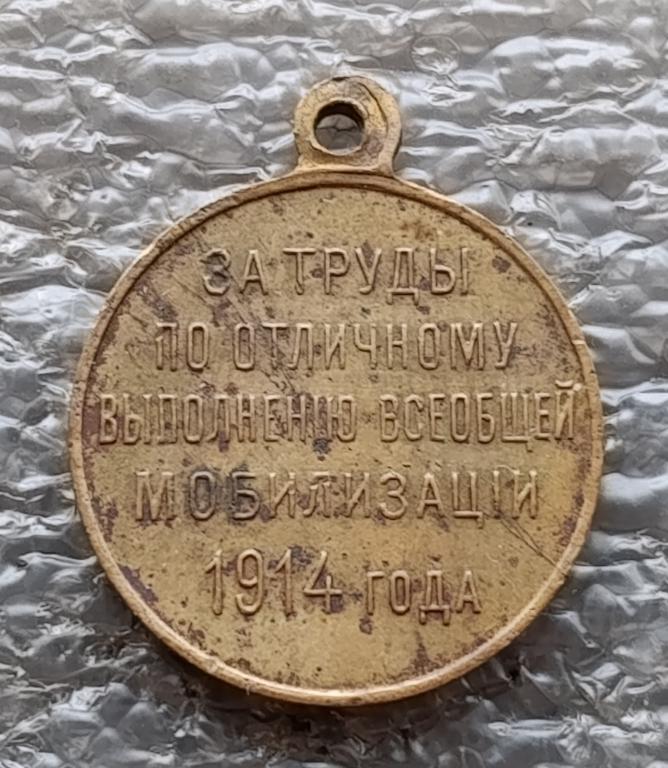 ЗА ТРУДЫ
ПО ОТЛИЧНОМУ
ВЫПОЛНЕНІЮ ВСЕОБЩЕЙ
МОБИЛИЗАЦІИ
1914 ГОДА